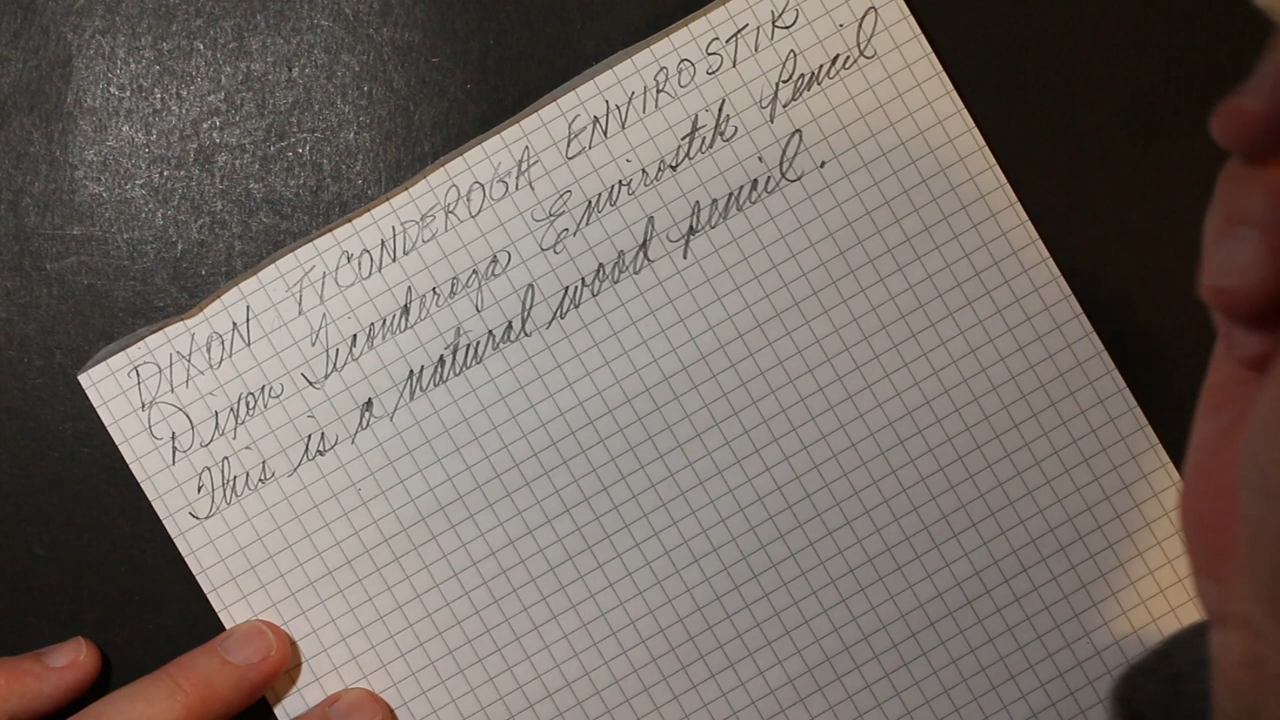 DIXON TICONDEROGA ENVIROSTIK
Dixon Ticonderoga Envirostik Pencil
This is a natural wood pencil.